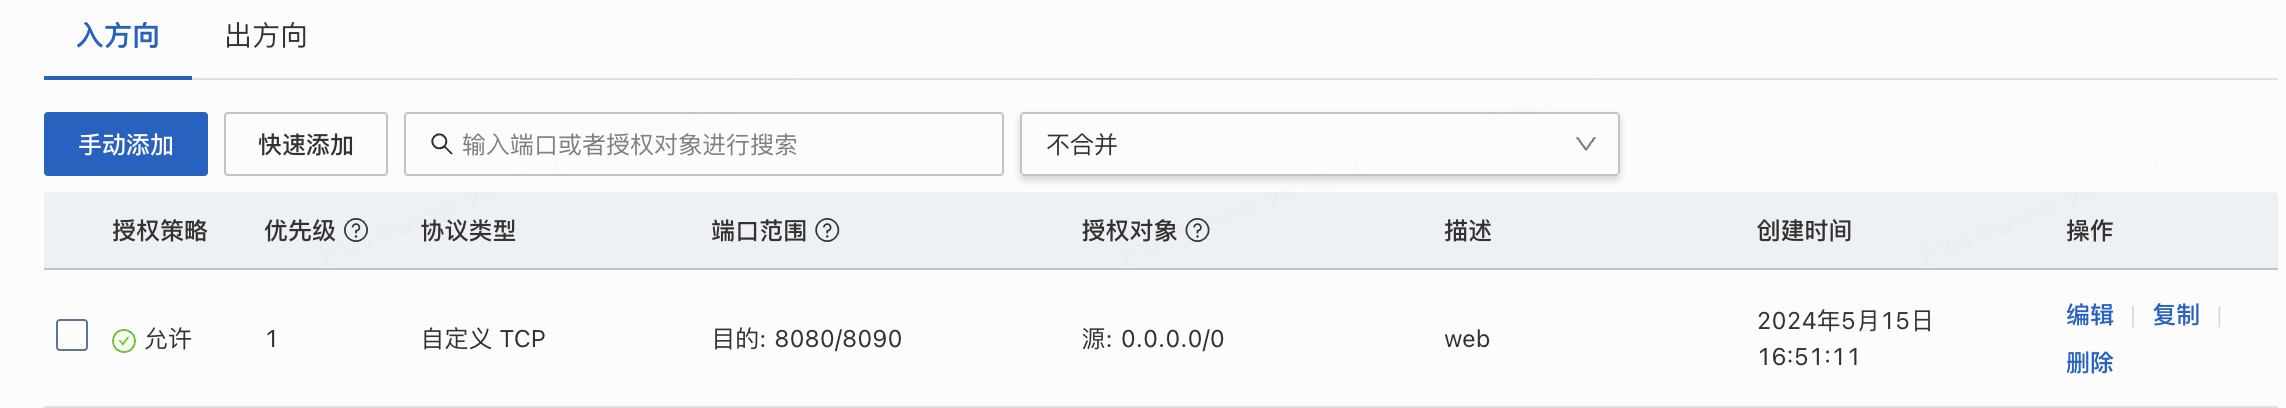 入方向 出方向
手动添加 快速添加 输入端口或者授权对象进行搜索 不合并
授权策略 优先级 ? 协议类型 端口范围 ? 授权对象 ? 描述 创建时间 操作
允许 1 自定义 TCP 目的: 8080/8090 源: 0.0.0.0/0 web 2024年5月15日 16:51:11 编辑 复制
删除